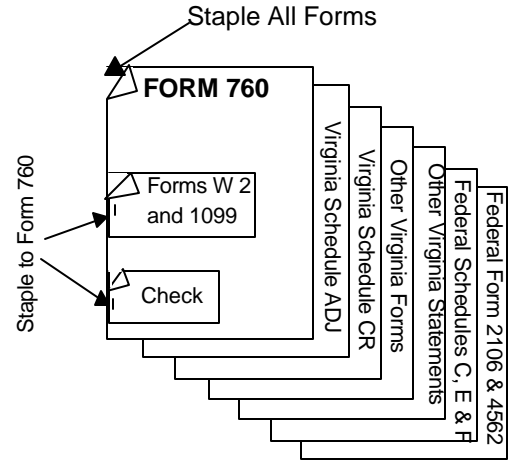 Staple All Forms
FORM 760
Forms W 2
and 1099
Check
Staple to Form 760
Virginia Schedule ADJ
Virginia Schedule CR
Other Virginia Forms
Other Virginia Statements
Federal Schedules C, E & F
Federal Form 2106 & 4562